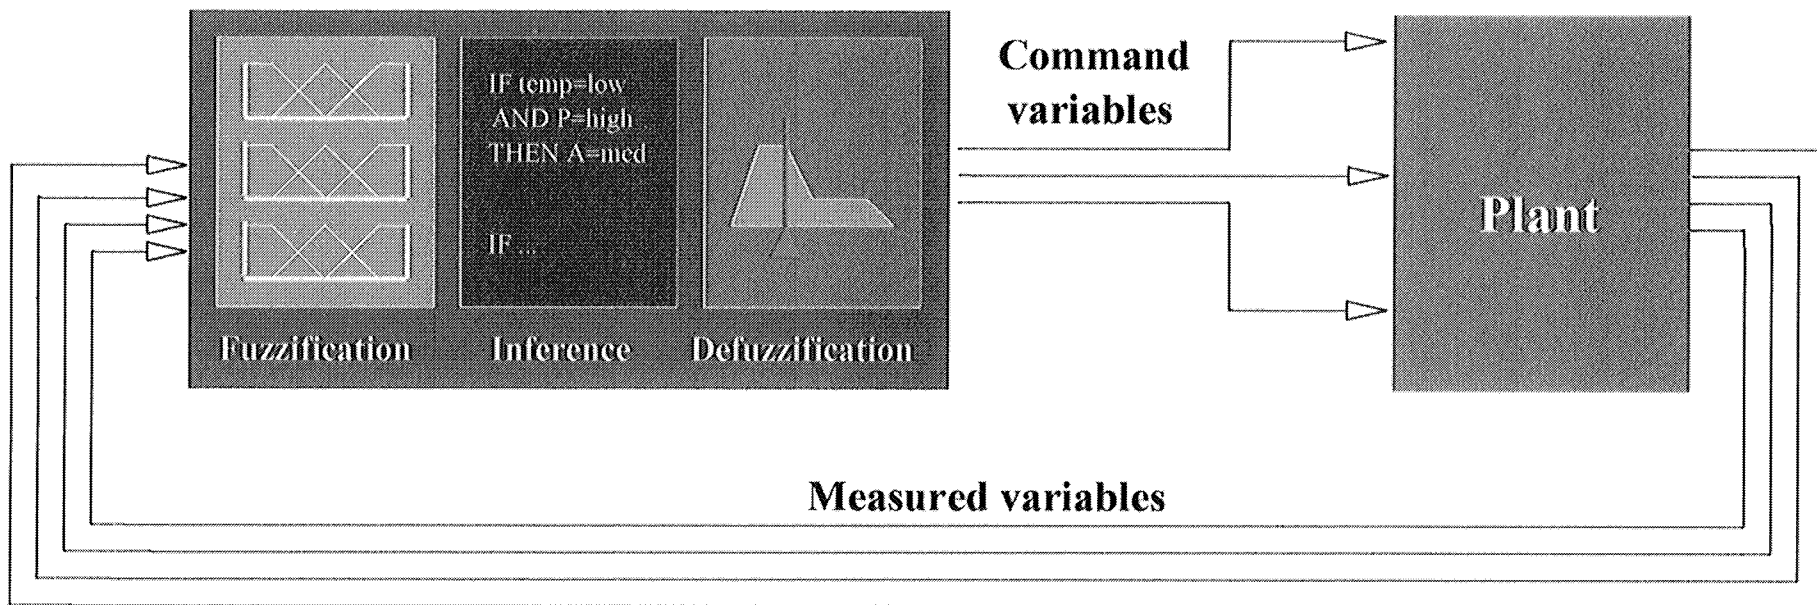 IF temp=low
AND P=high
THEN A=med
IF ...
Fuzzification
Inference
Defuzzification
Command
variables
Plant
Measured variables